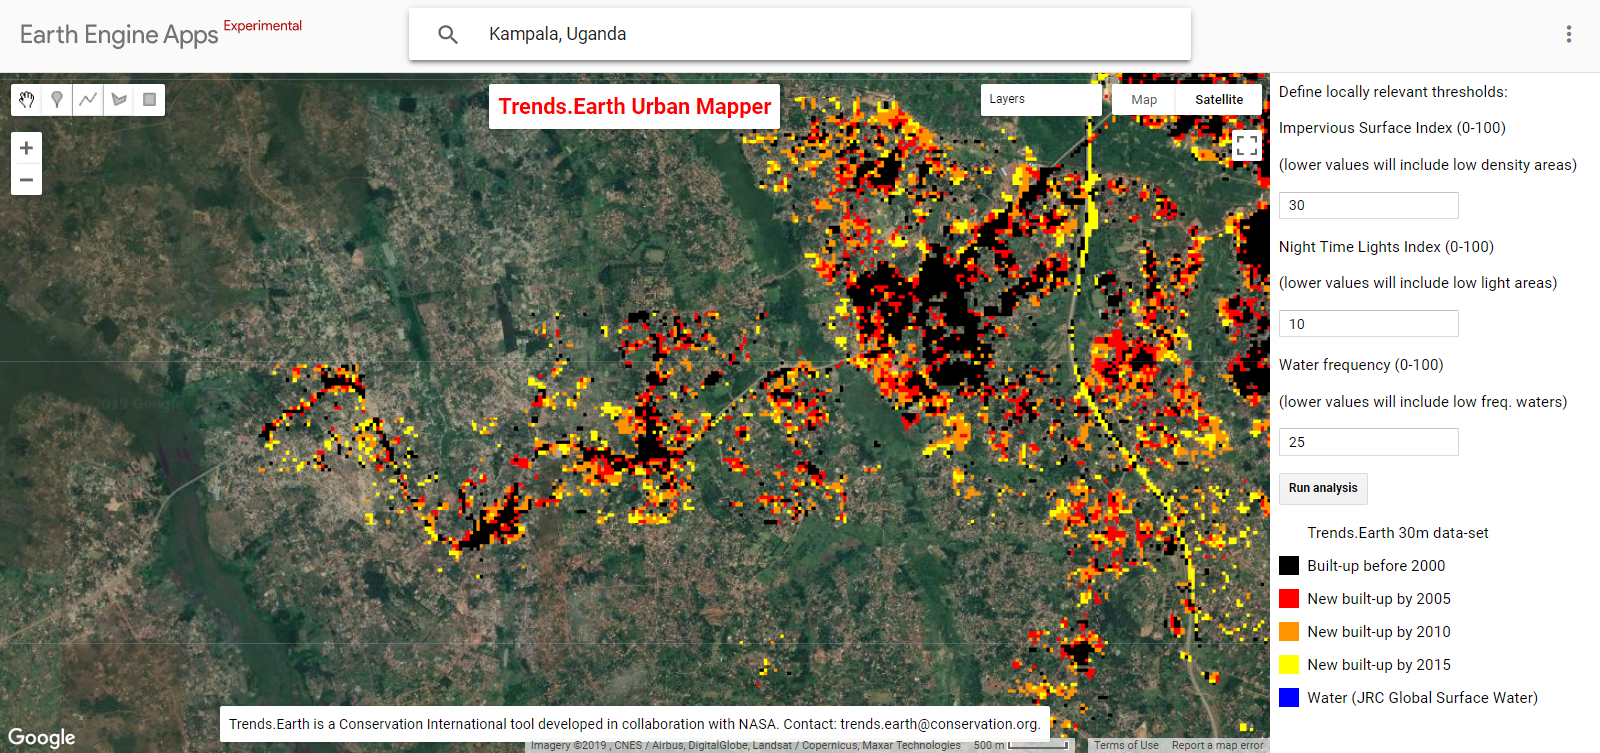 Earth Engine Apps Experimental
Kampala, Uganda
Trends.Earth Urban Mapper
Layers
Map
Satellite
+
−
Define locally relevant thresholds:
Impervious Surface Index (0-100)
(lower values will include low density areas)
30
Night Time Lights Index (0-100)
(lower values will include low light areas)
10
Water frequency (0-100)
(lower values will include low freq. waters)
25
Run analysis
Trends.Earth 30m data-set
Built-up before 2000
New built-up by 2005
New built-up by 2010
New built-up by 2015
Water (JRC Global Surface Water)
Trends.Earth is a Conservation International tool developed in collaboration with NASA. Contact: trends.earth@conservation.org.
Google
Imagery ©2019 , CNES / Airbus, DigitalGlobe, Landsat / Copernicus, Maxar Technologies
500 m
Terms of Use
Report a map error